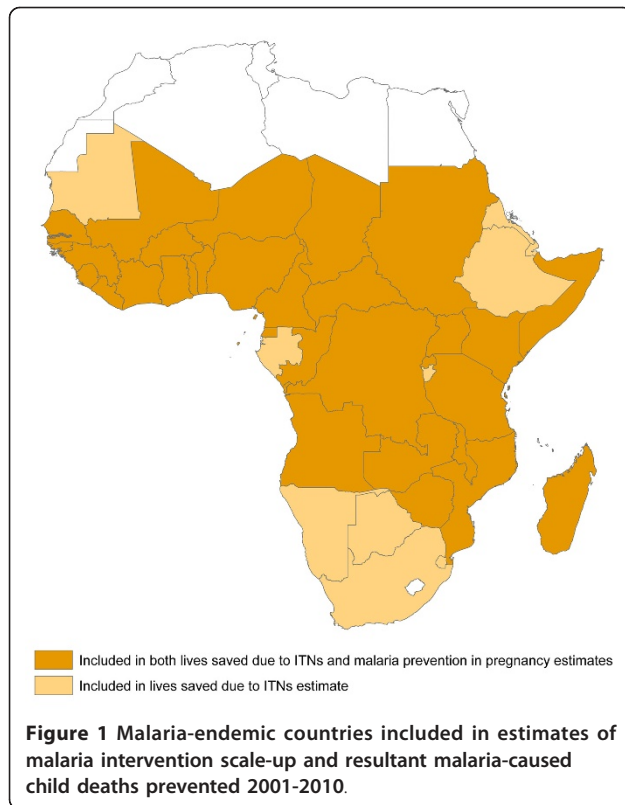 Included in both lives saved due to ITNs and malaria prevention in pregnancy estimates
Included in lives saved due to ITNs estimate
Figure 1 Malaria-endemic countries included in estimates of
malaria intervention scale-up and resultant malaria-caused
child deaths prevented 2001-2010.